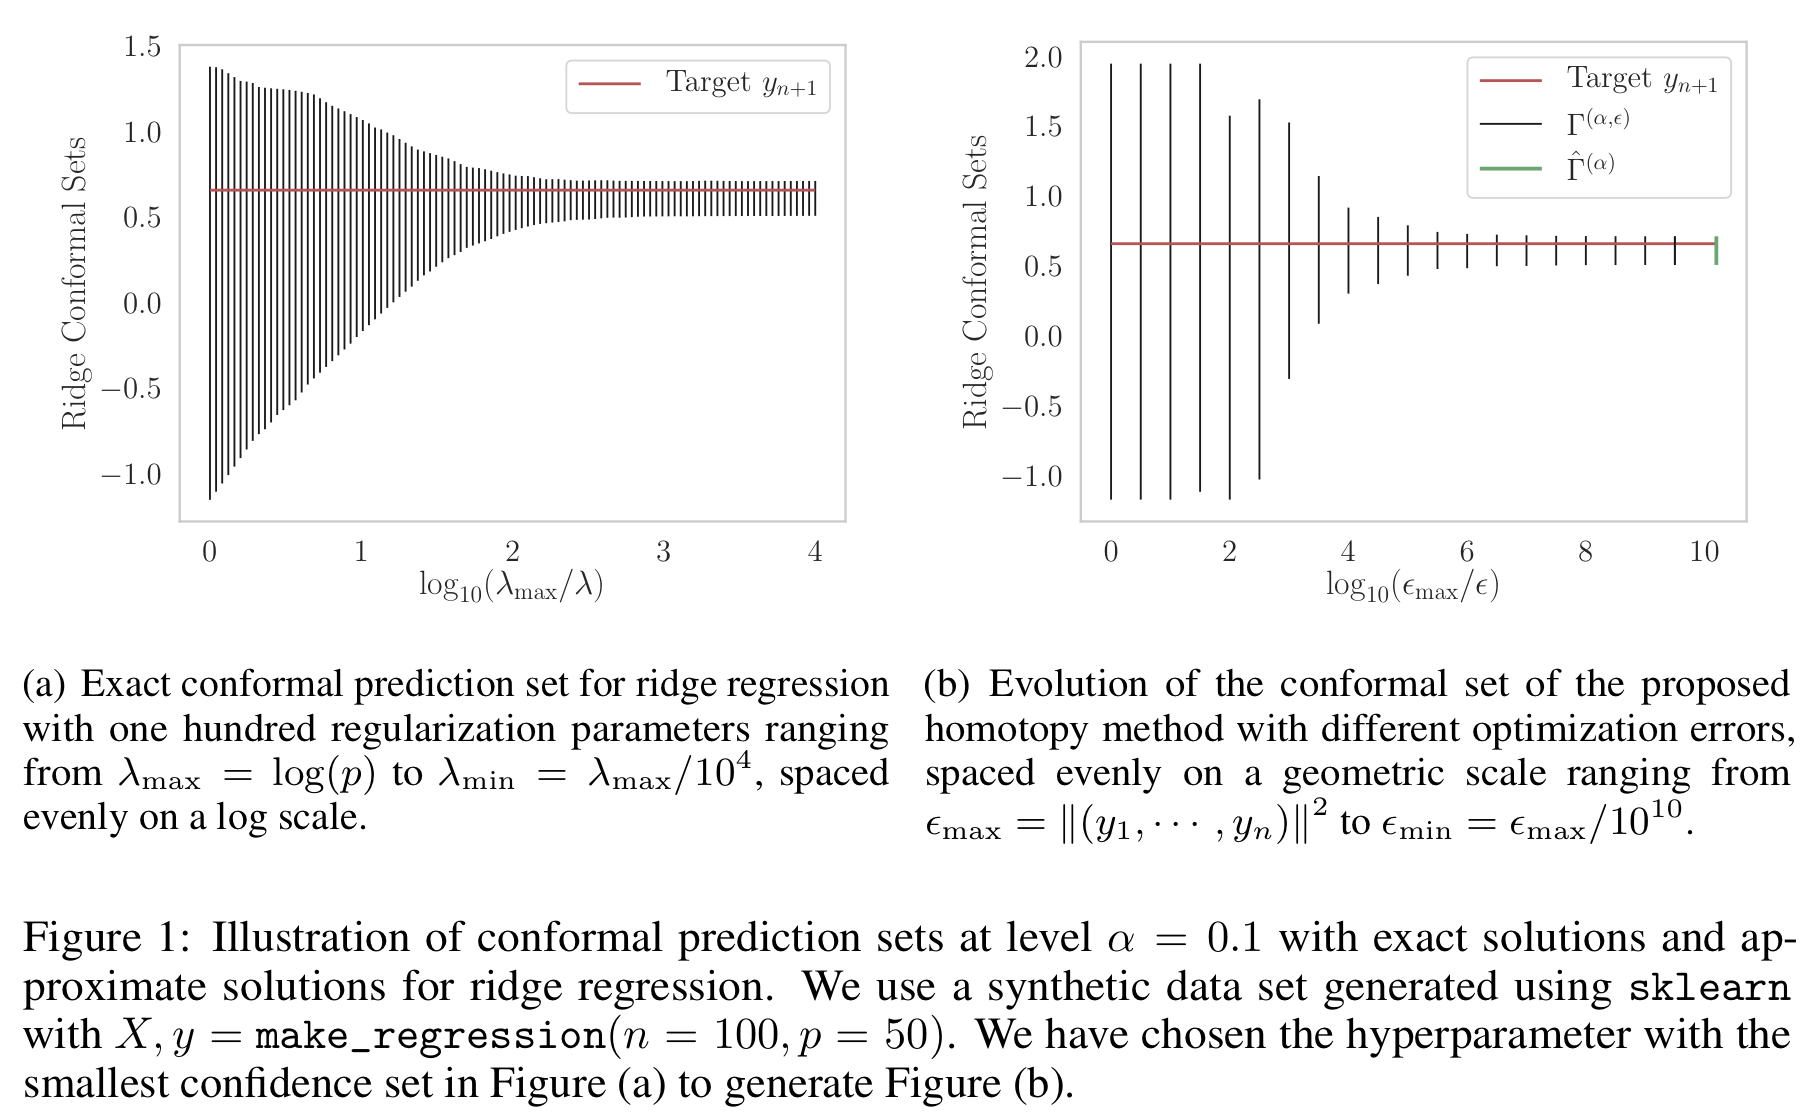 1.5
1.0
0.5
0.0
−0.5
−1.0
Ridge Conformal Sets
Target yₙ₊₁
0 1 2 3 4
log₁₀(λₘₐₓ/λ)
2.0
1.5
1.0
0.5
0.0
−0.5
−1.0
Ridge Conformal Sets
Target yₙ₊₁
Γ^(α,ϵ)
Γ̂^(α)
0 2 4 6 8 10
log₁₀(ϵₘₐₓ/ϵ)
(a) Exact conformal prediction set for ridge regression
with one hundred regularization parameters ranging
from λₘₐₓ = log(p) to λₘᵢₙ = λₘₐₓ/10⁴, spaced
evenly on a log scale.
(b) Evolution of the conformal set of the proposed
homotopy method with different optimization errors,
spaced evenly on a geometric scale ranging from
ϵₘₐₓ = ‖(y₁, ⋯ , yₙ)‖² to ϵₘᵢₙ = ϵₘₐₓ/10¹⁰.
Figure 1: Illustration of conformal prediction sets at level α = 0.1 with exact solutions and ap-
proximate solutions for ridge regression. We use a synthetic data set generated using sklearn
with X, y = make_regression(n = 100, p = 50). We have chosen the hyperparameter with the
smallest confidence set in Figure (a) to generate Figure (b).